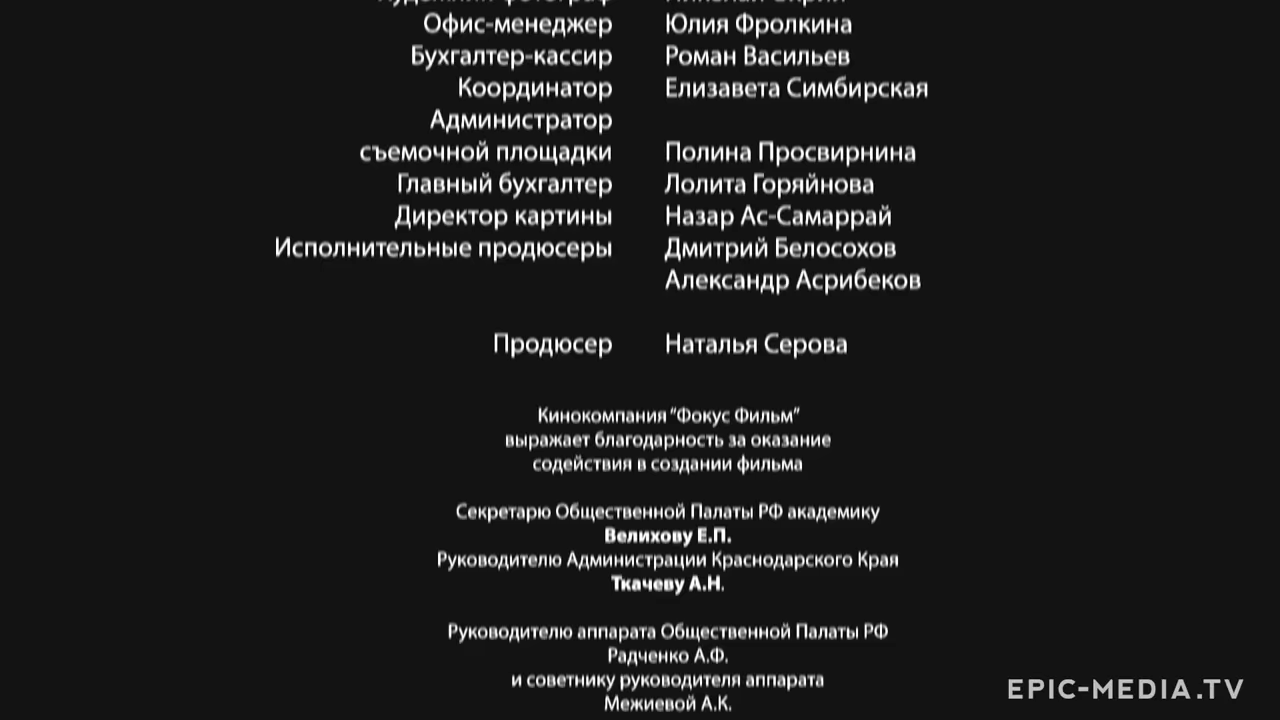 Офис-менеджер Юлия Фролкина
Бухгалтер-кассир Роман Васильев
Координатор Елизавета Симбирская
Администратор
съемочной площадки Полина Просвирнина
Главный бухгалтер Лолита Горяйнова
Директор картины Назар Ас-Самаррай
Исполнительные продюсеры Дмитрий Белосохов
Александр Асрибеков
Продюсер Наталья Серова
Кинокомпания "Фокус Фильм"
выражает благодарность за оказание
содействия в создании фильма
Секретарю Общественной Палаты РФ академику
Велихову Е.П.
Руководителю Администрации Краснодарского Края
Ткачеву А.Н.
Руководителю аппарата Общественной Палаты РФ
Радченко А.Ф.
и советнику руководителя аппарата
Межиевой А.К.
EPIC-MEDIA.TV